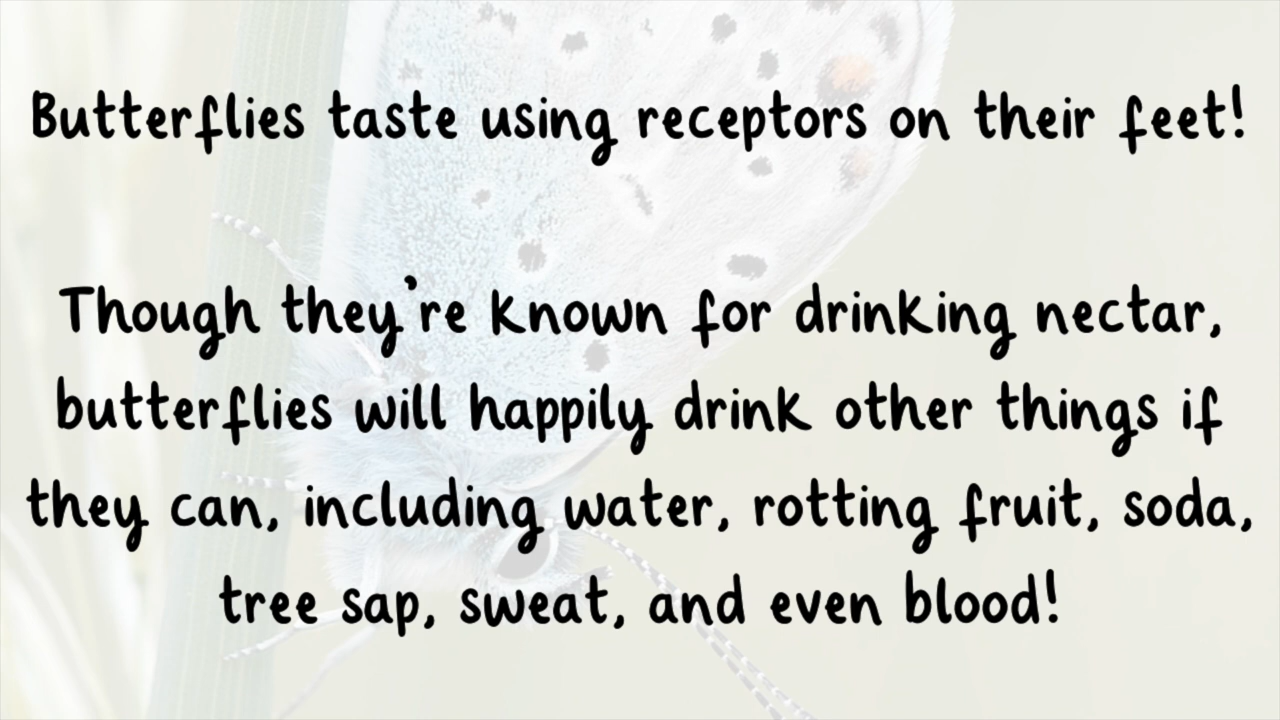 Butterflies taste using receptors on their feet!
Though they're known for drinking nectar,
butterflies will happily drink other things if
they can, including water, rotting fruit, soda,
tree sap, sweat, and even blood!